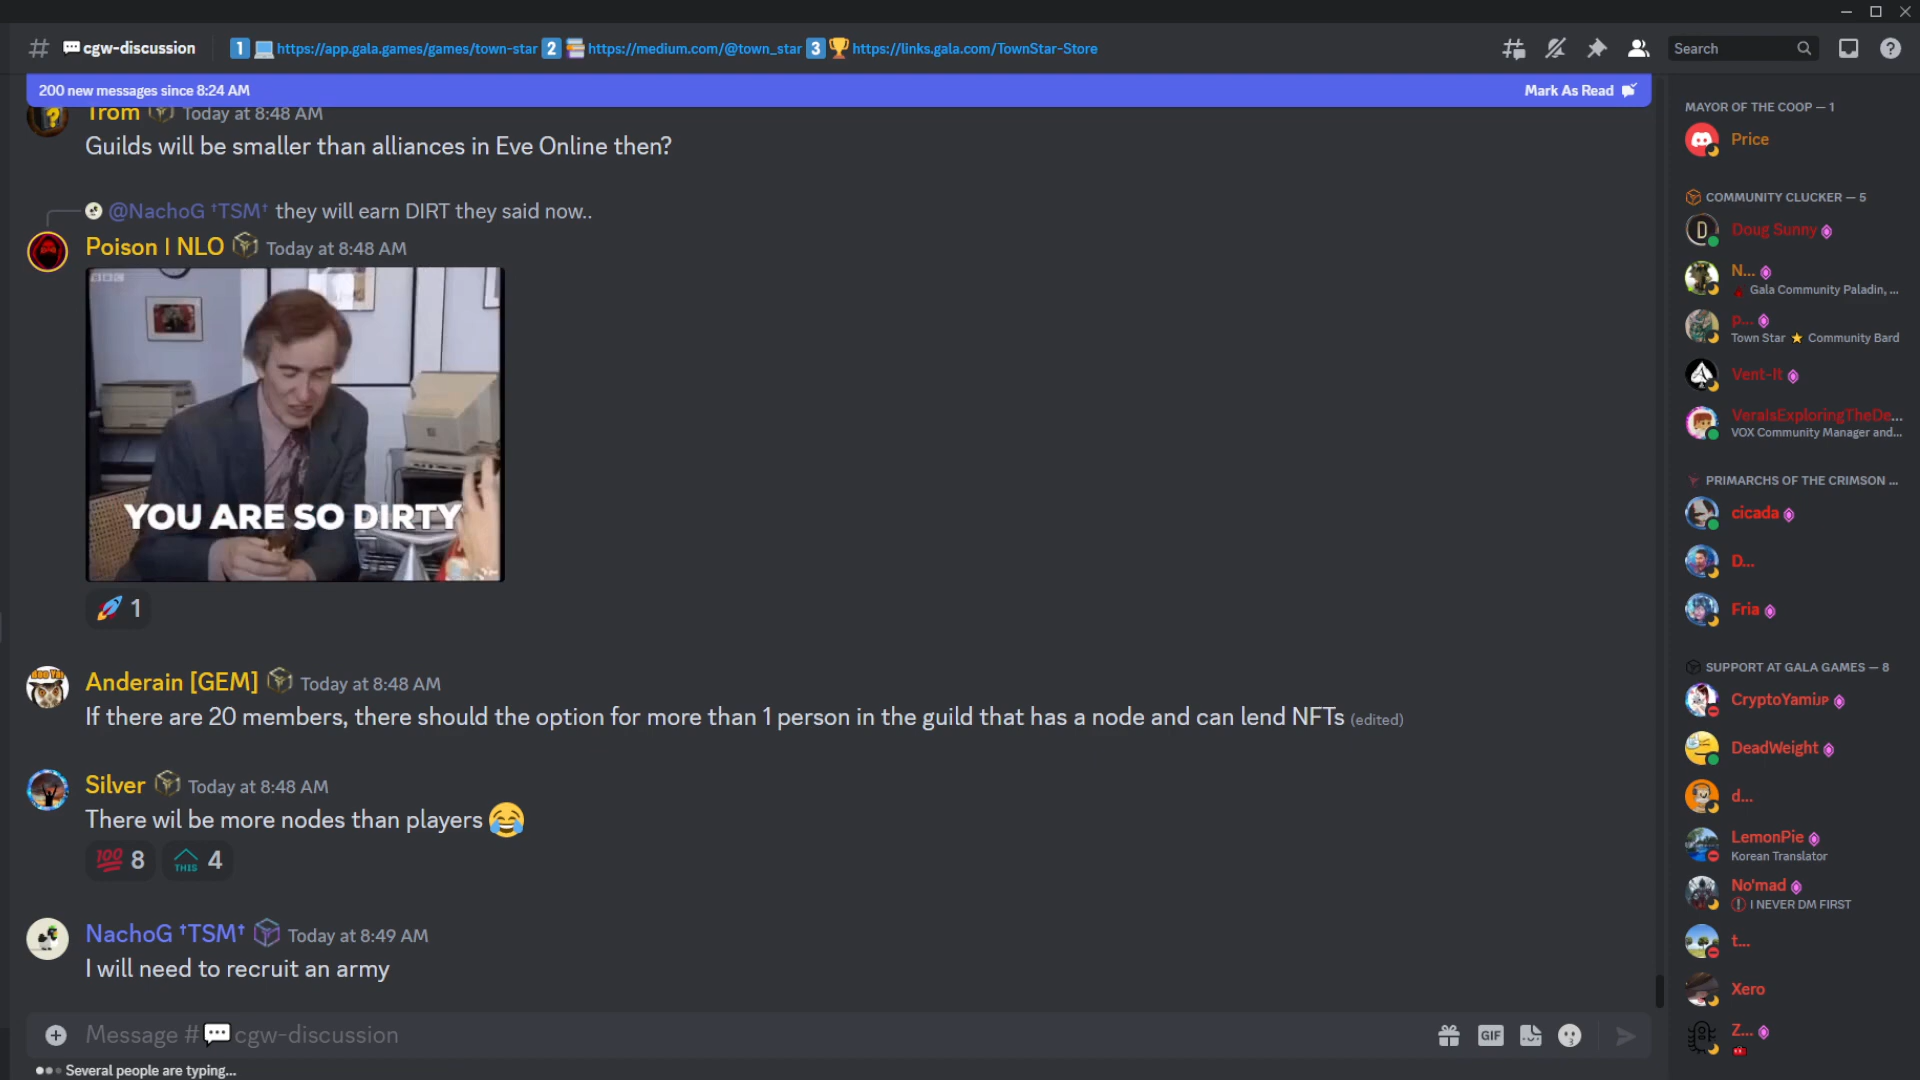 cgw-discussion
1 https://app.gala.games/games/town-star 2 https://medium.com/@town_star 3 https://links.gala.com/TownStar-Store
Search
200 new messages since 8:24 AM
Mark As Read
Trom Today at 8:48 AM
Guilds will be smaller than alliances in Eve Online then?
@NachoG †TSM† they will earn DIRT they said now..
Poison | NLO Today at 8:48 AM
BBC
YOU ARE SO DIRTY
1
Anderain [GEM] Today at 8:48 AM
If there are 20 members, there should the option for more than 1 person in the guild that has a node and can lend NFTs (edited)
Silver Today at 8:48 AM
There wil be more nodes than players
100 8 THIS 4
NachoG †TSM† Today at 8:49 AM
I will need to recruit an army
Message # cgw-discussion
GIF
Several people are typing...
MAYOR OF THE COOP — 1
Price
COMMUNITY CLUCKER — 5
D
Doug Sunny
N...
Gala Community Paladin, ...
p...
Town Star Community Bard
Vent-It
VeraIsExploringTheDe...
VOX Community Manager and...
PRIMARCHS OF THE CRIMSON ...
cicada
D...
Fria
SUPPORT AT GALA GAMES — 8
CryptoYamiJP
DeadWeight
d...
LemonPie
Korean Translator
No'mad
I NEVER DM FIRST
t...
Xero
Z...